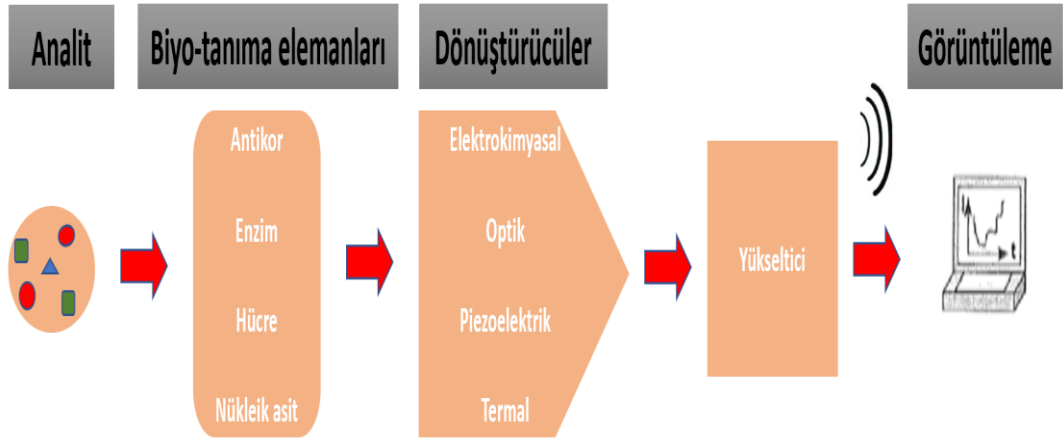 Analit
Biyo-tanıma elemanları
Dönüştürücüler
Görüntüleme
Antikor
Enzim
Hücre
Nükleik asit
Elektrokimyasal
Optik
Piezoelektrik
Termal
Yükseltici
I
t